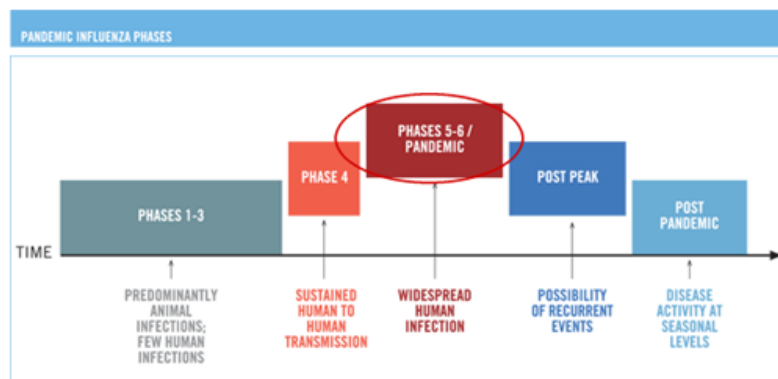 PANDEMIC INFLUENZA PHASES
PHASES 5-6 /
PANDEMIC
PHASE 4
POST PEAK
PHASES 1-3
POST
PANDEMIC
TIME
PREDOMINANTLY
ANIMAL
INFECTIONS;
FEW HUMAN
INFECTIONS
SUSTAINED
HUMAN TO
HUMAN
TRANSMISSION
WIDESPREAD
HUMAN
INFECTION
POSSIBILITY
OF RECURRENT
EVENTS
DISEASE
ACTIVITY AT
SEASONAL
LEVELS